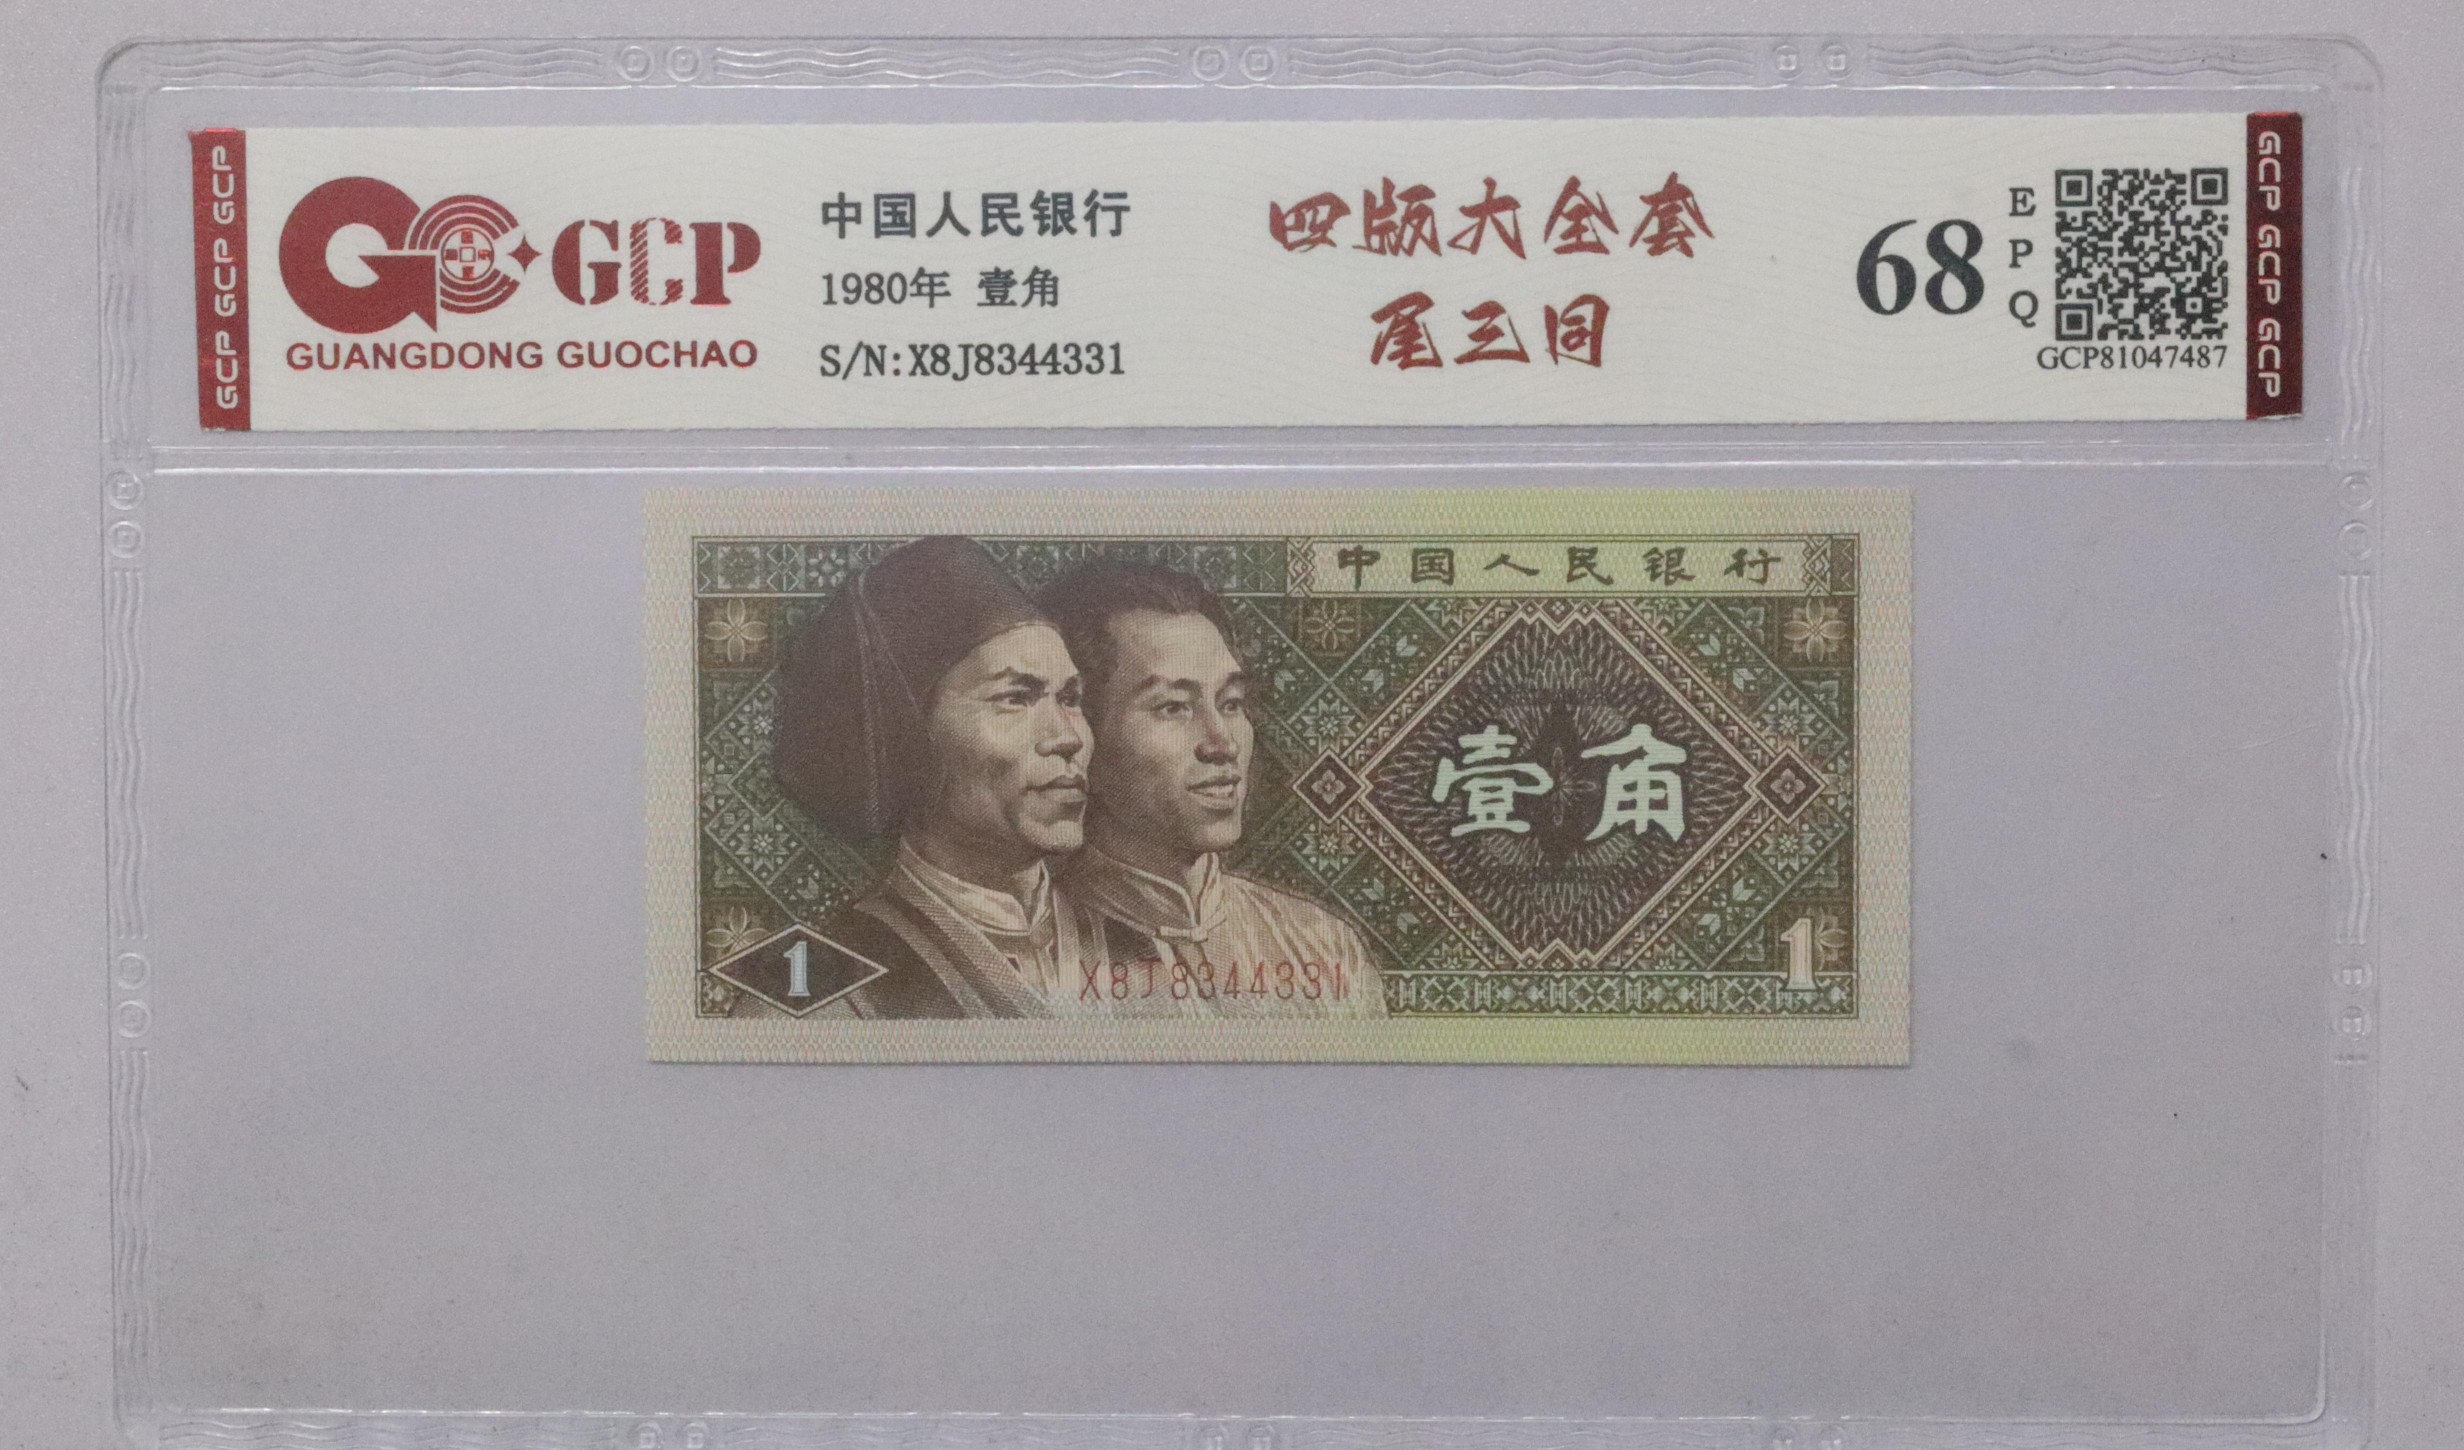 GCP GCP GCP
GCP
GUANGDONG GUOCHAO
中国人民银行
1980年 壹角
S/N:X8J8344331
四版大全套
尾三同
68
E
P
Q
GCP81047487
GCP GCP GCP
中国人民银行
壹角
1
X8J8344331
1